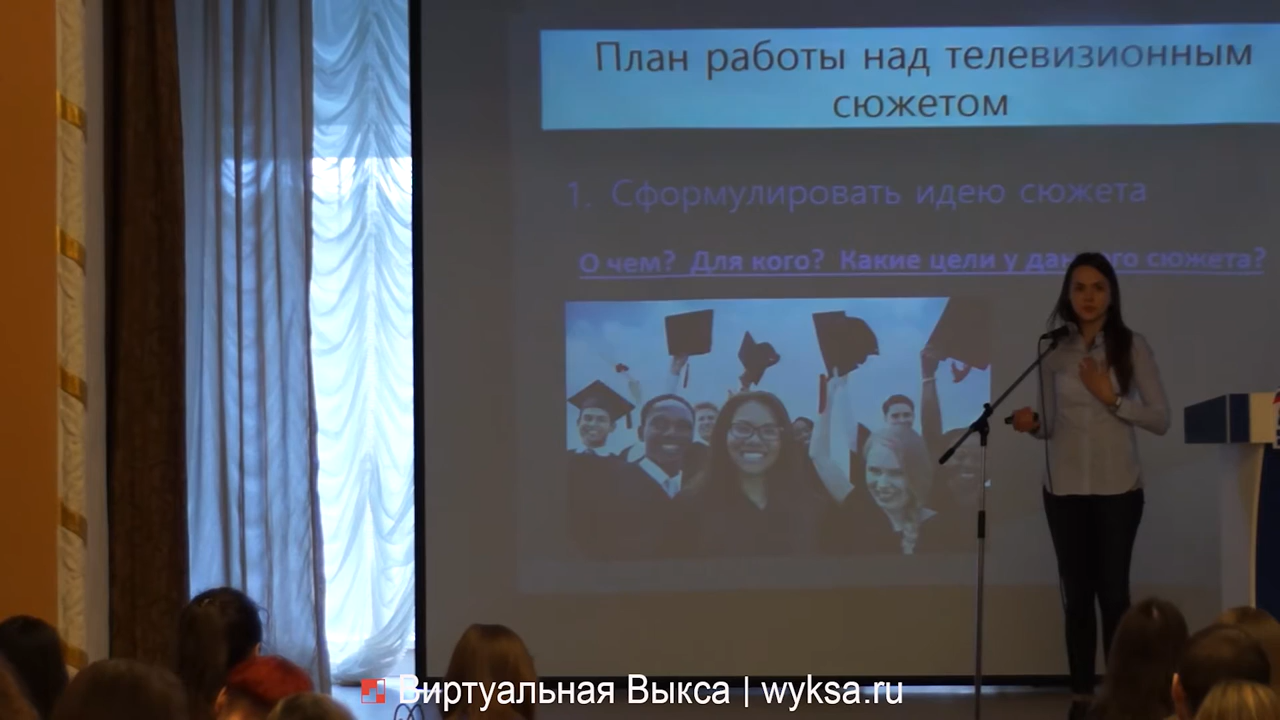 План работы над телевизионным
сюжетом
1. Сформулировать идею сюжета
О чем? Для кого? Какие цели у данного сюжета?
Виртуальная Выкса | wyksa.ru